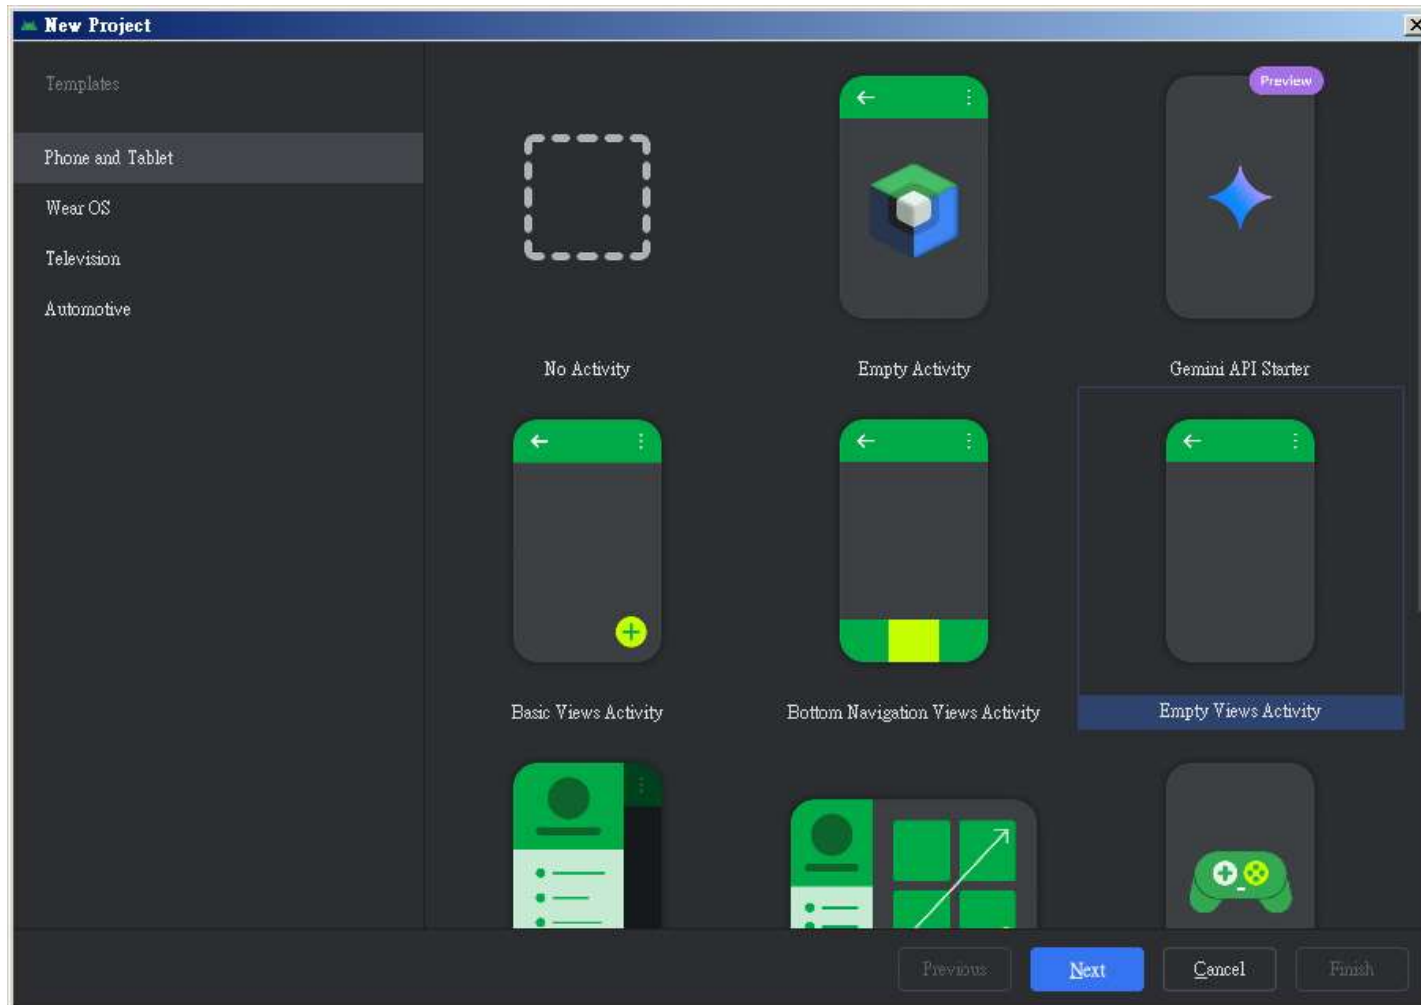 New Project
Templates
Phone and Tablet
Wear OS
Television
Automotive
Preview
No Activity
Empty Activity
Gemini API Starter
Basic Views Activity
Bottom Navigation Views Activity
Empty Views Activity
Previous
Next
Cancel
Finish